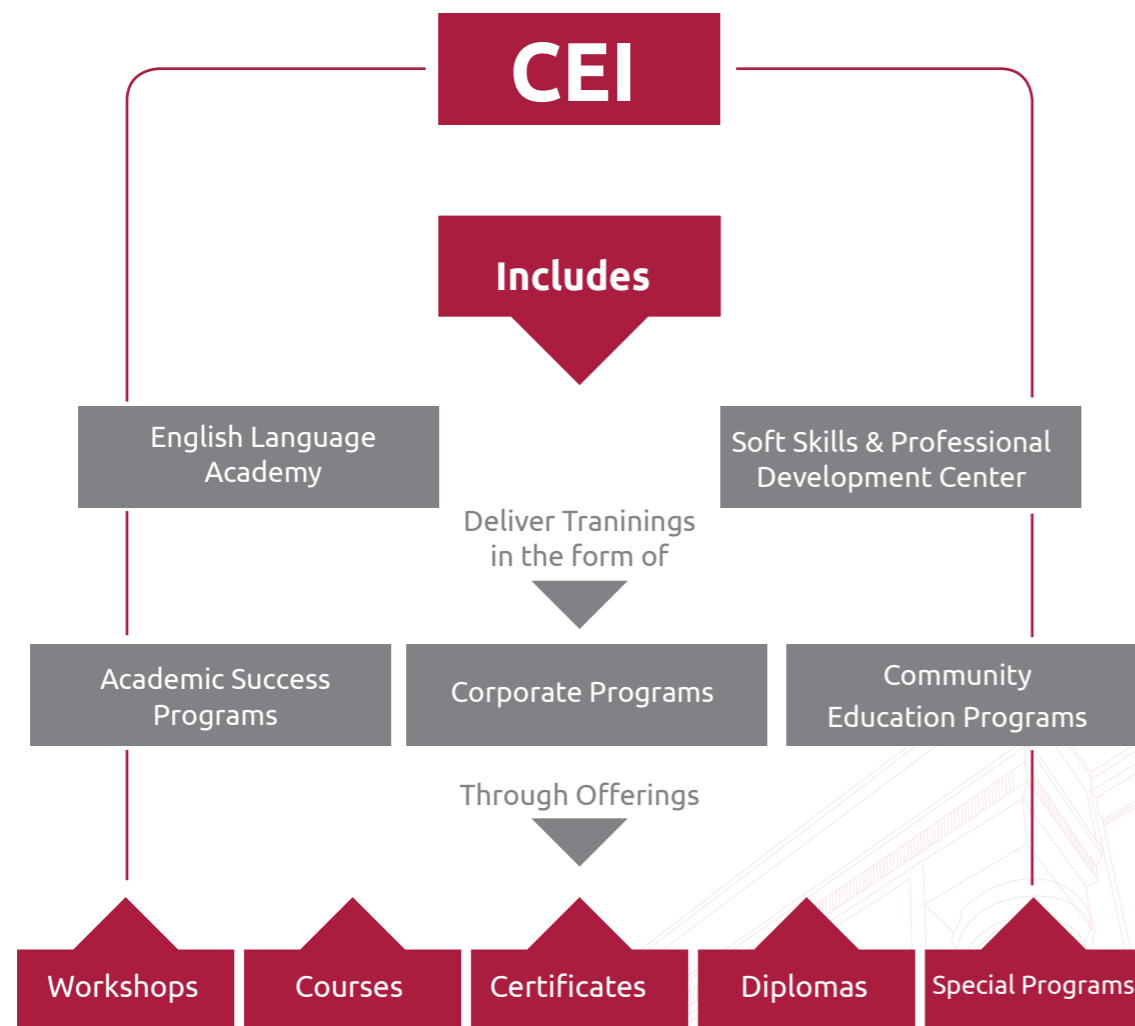 CEI
Includes
English Language
Academy
Soft Skills & Professional
Development Center
Deliver Traninings
in the form of
Academic Success
Programs
Corporate Programs
Community
Education Programs
Through Offerings
Workshops
Courses
Certificates
Diplomas
Special Programs